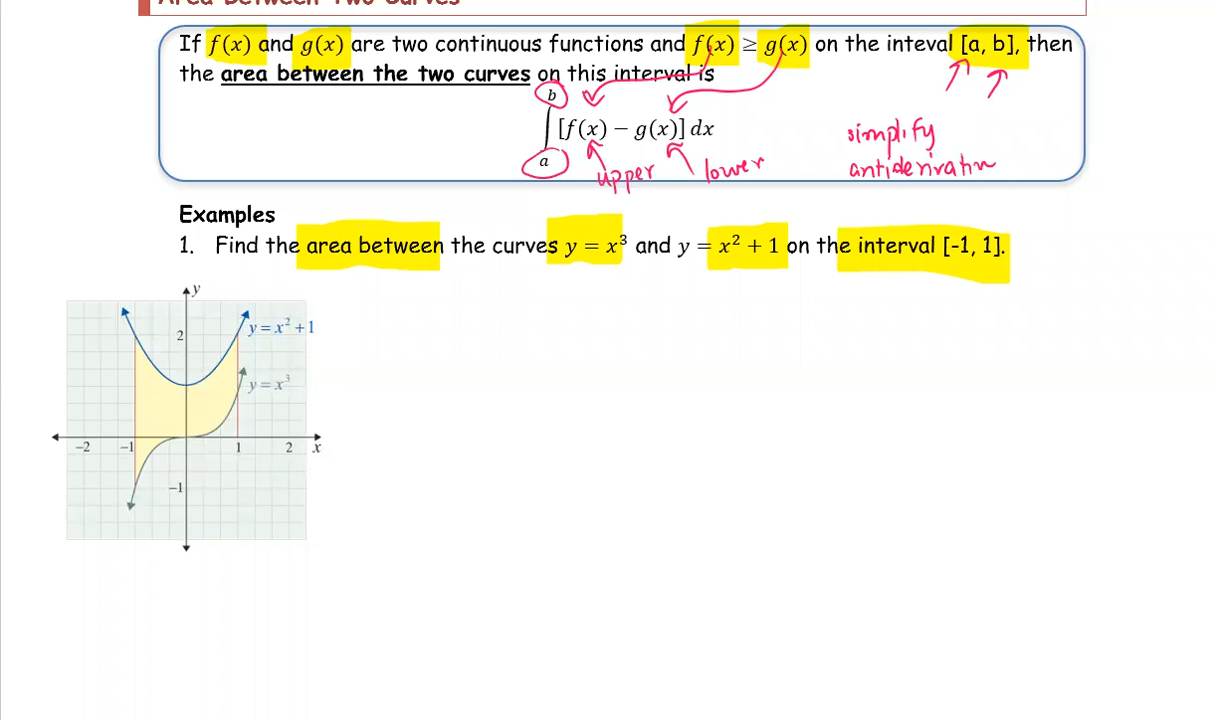 Area Between Two Curves
If f(x) and g(x) are two continuous functions and f(x) ≥ g(x) on the inteval [a, b], then
the area between the two curves on this interval is
b
∫ [f(x) − g(x)] dx
a
upper
lower
simplify
antiderivative
Examples
1. Find the area between the curves y = x³ and y = x² + 1 on the interval [-1, 1].
y
y = x² + 1
2
y = x³
−2 −1 1 2 x
−1